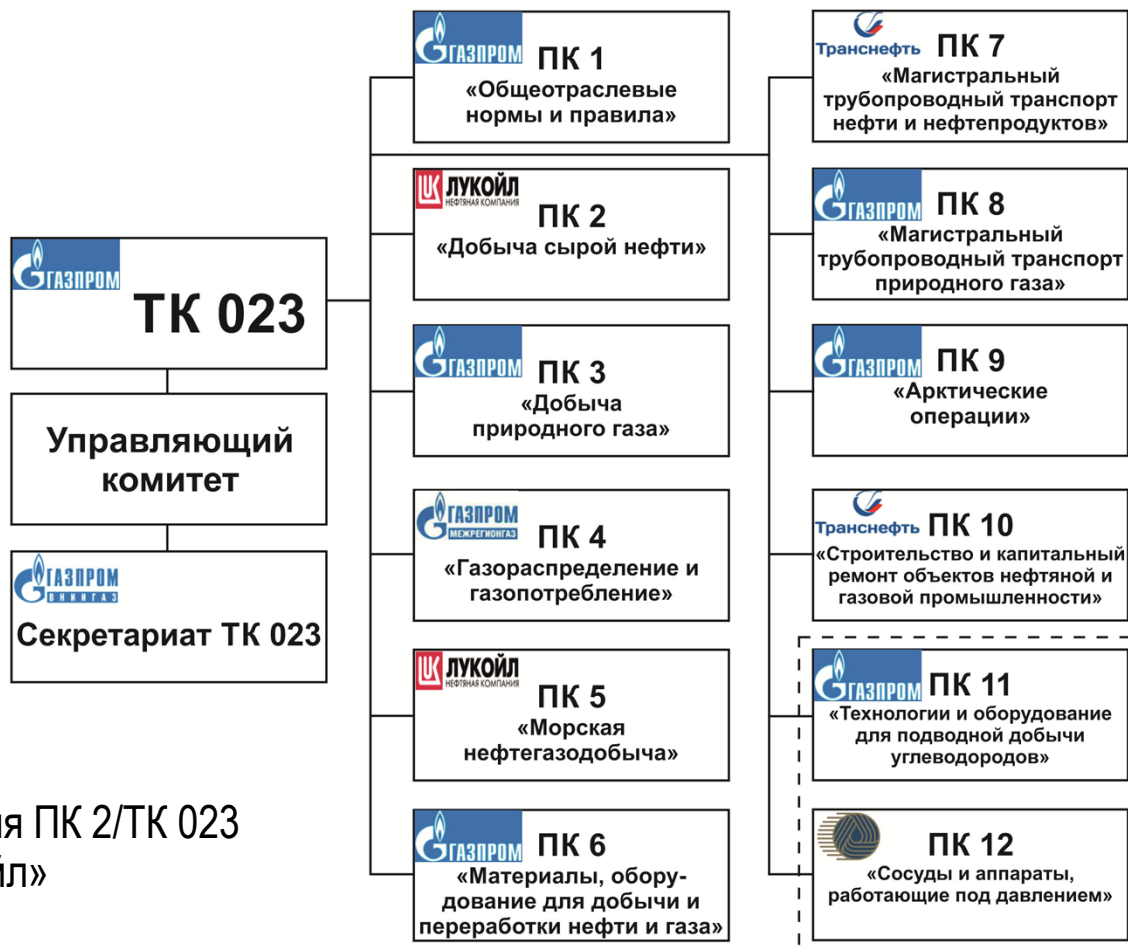 ГАЗПРОМ
ТК 023
Управляющий
комитет
ГАЗПРОМ
ВНИИГАЗ
Секретариат ТК 023
ГАЗПРОМ
ПК 1
«Общеотраслевые
нормы и правила»
ЛУКОЙЛ
НЕФТЯНАЯ КОМПАНИЯ
ПК 2
«Добыча сырой нефти»
ГАЗПРОМ
ПК 3
«Добыча
природного газа»
ГАЗПРОМ
МЕЖРЕГИОНГАЗ
ПК 4
«Газораспределение и
газопотребление»
ЛУКОЙЛ
НЕФТЯНАЯ КОМПАНИЯ
ПК 5
«Морская
нефтегазодобыча»
ГАЗПРОМ
ПК 6
«Материалы, обору-
дование для добычи и
переработки нефти и газа»
Транснефть ПК 7
«Магистральный
трубопроводный транспорт
нефти и нефтепродуктов»
ГАЗПРОМ ПК 8
«Магистральный
трубопроводный транспорт
природного газа»
ГАЗПРОМ ПК 9
«Арктические
операции»
Транснефть ПК 10
«Строительство и капитальный
ремонт объектов нефтяной и
газовой промышленности»
ГАЗПРОМ ПК 11
«Технологии и оборудование
для подводной добычи
углеводородов»
ПК 12
«Сосуды и аппараты,
работающие под давлением»
ия ПК 2/ТК 023
йл»